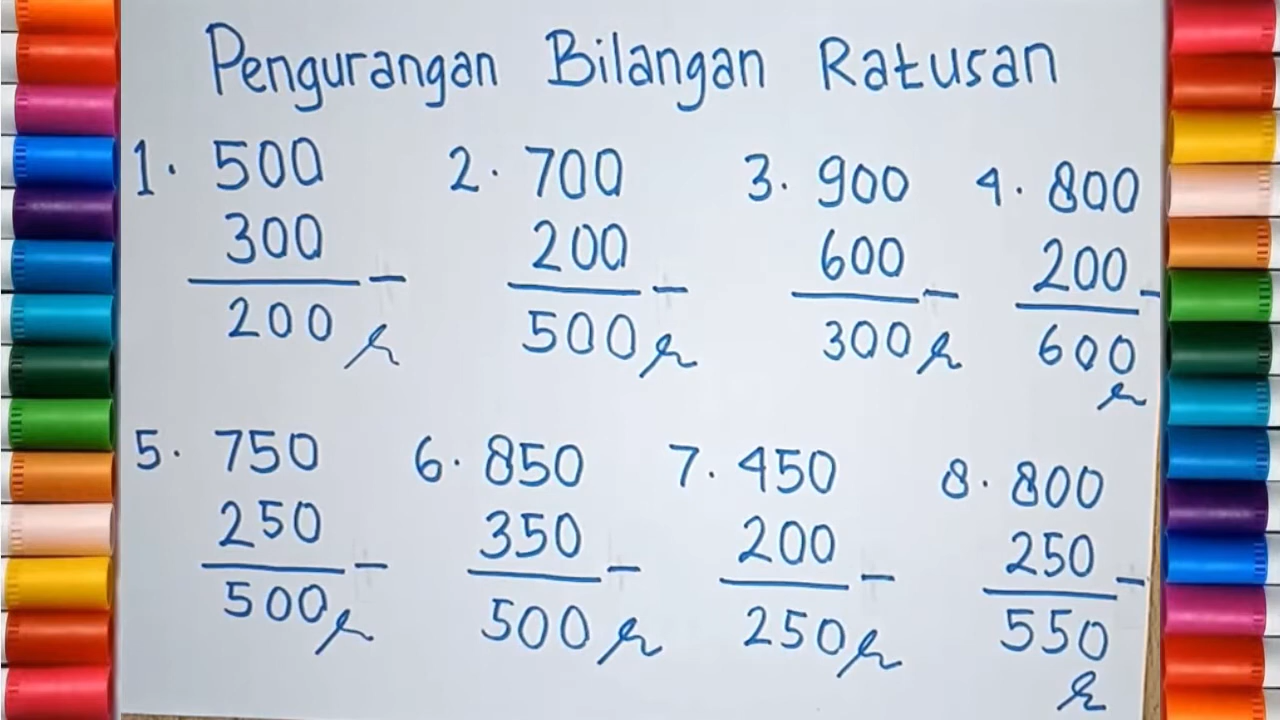 Pengurangan Bilangan Ratusan
1. 500 2. 700 3. 900 4. 800
300 200 600 200
- - - -
200 500 300 600
5. 750 6. 850 7. 450 8. 800
250 350 200 250
- - - -
500 500 250 550